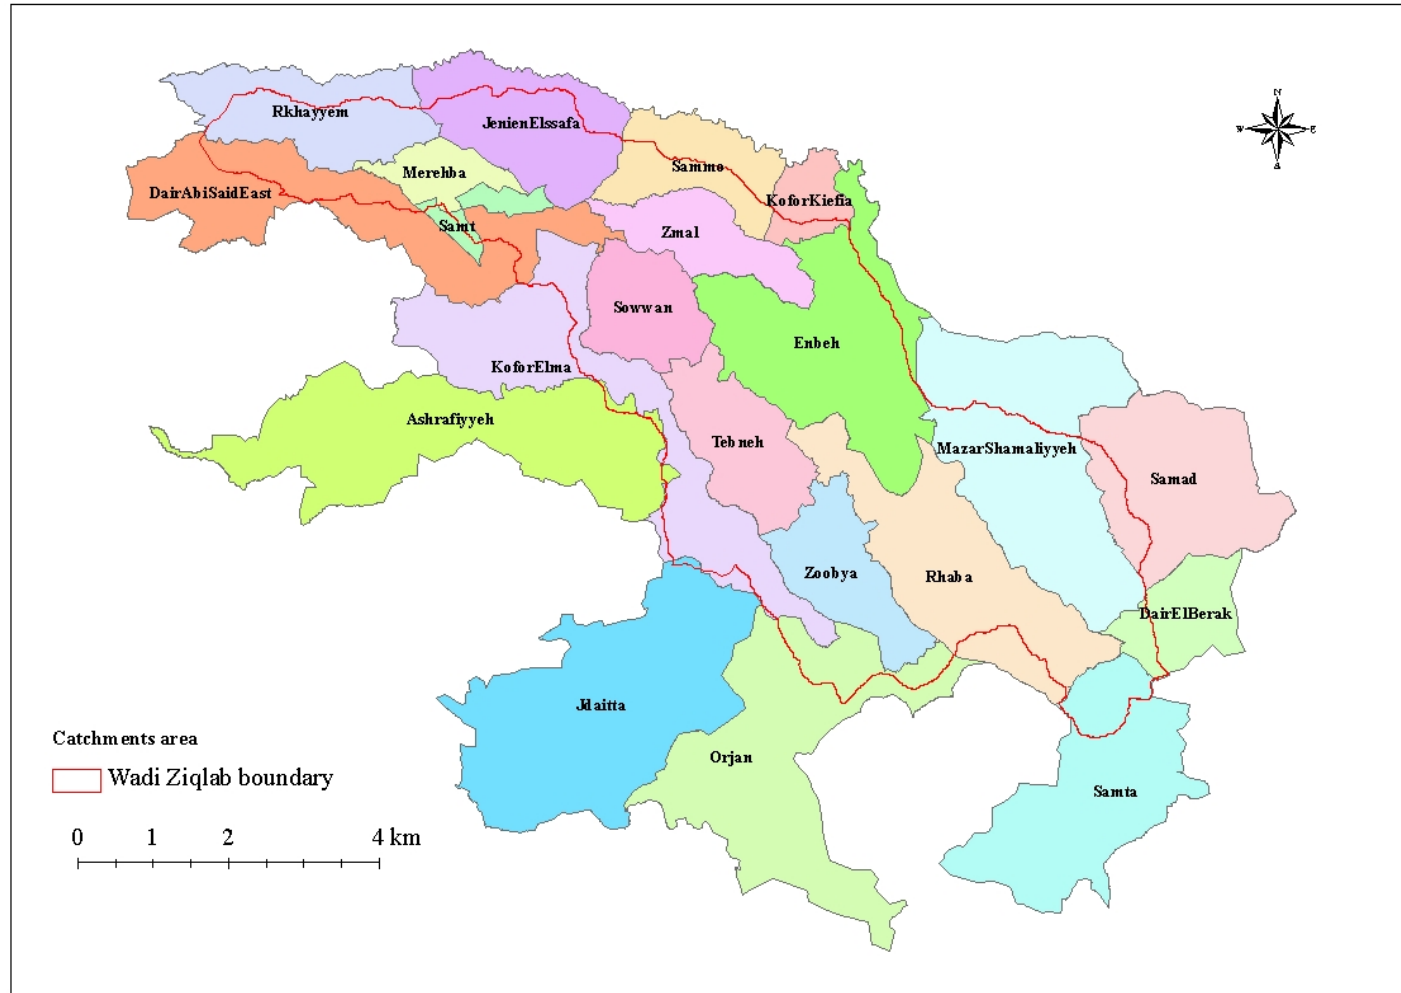 N
W E
Rkhayyem
JenienElssafa
Sammo
Merehba
DairAbiSaidEast
KoforKiefia
Samt
Zmal
Sowwan
Enbeh
KoforElma
Ashrafiyyeh
Tebneh
MazarShamaliyyeh
Samad
Zoobya
Rhaba
DairElBerak
Jdaitta
Orjan
Samta
Catchments area
Wadi Ziqlab boundary
0 1 2 4 km